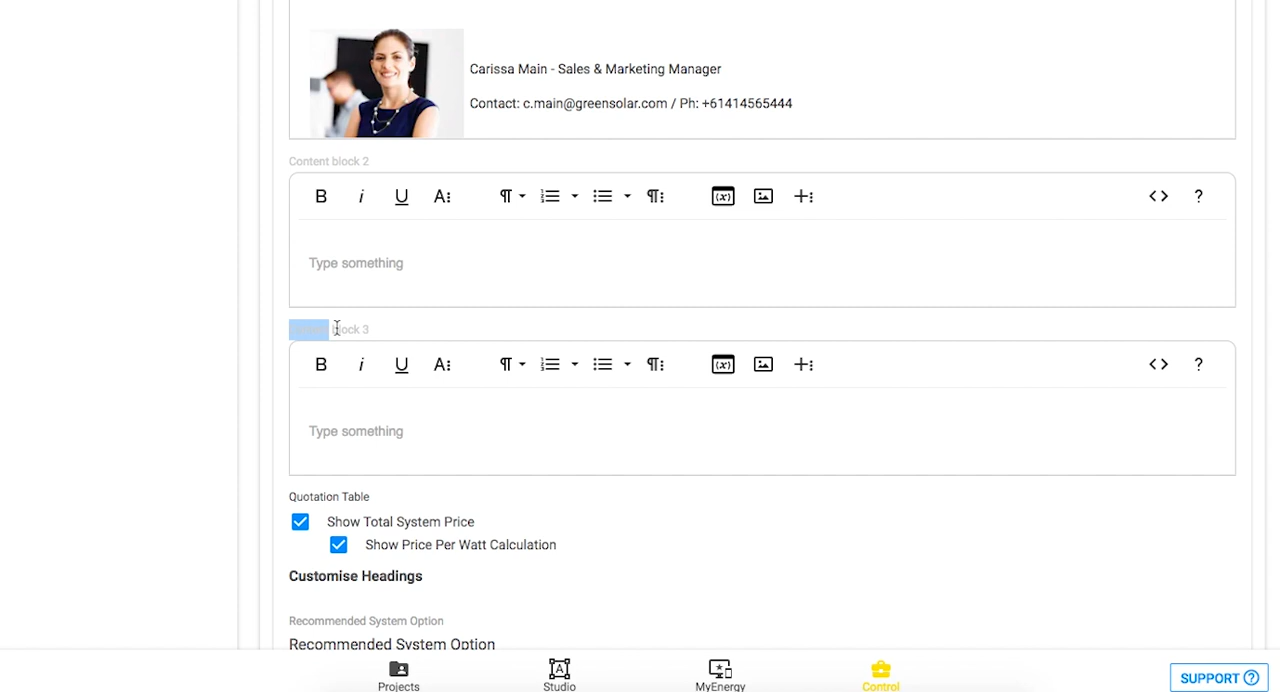 Carissa Main - Sales & Marketing Manager
Contact: c.main@greensolar.com / Ph: +61414565444
Content block 2
B i U A
Type something
Content block 3
B i U A
Type something
Quotation Table
Show Total System Price
Show Price Per Watt Calculation
Customise Headings
Recommended System Option
Recommended System Option
Projects Studio MyEnergy Control
SUPPORT